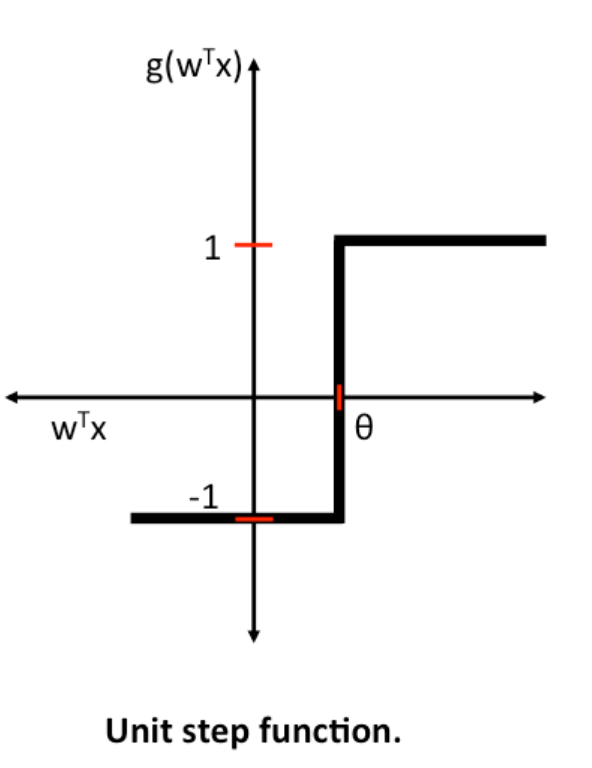 g(wᵀx)
1
wᵀx
θ
-1
Unit step function.